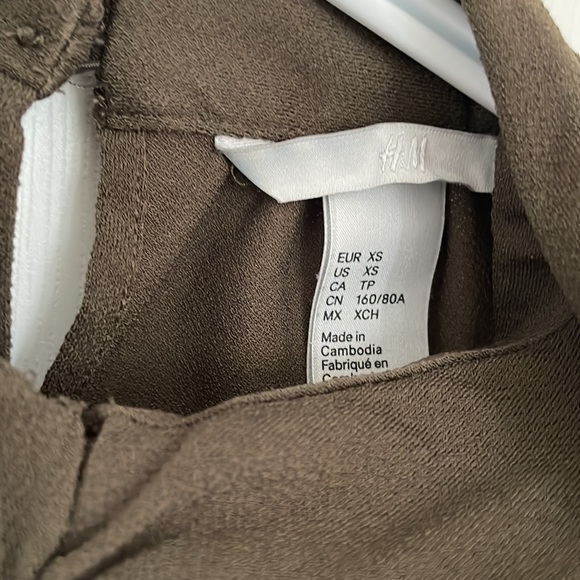 H&M
EUR XS
US XS
CA TP
CN 160/80A
MX XCH
Made in
Cambodia
Fabriqué en